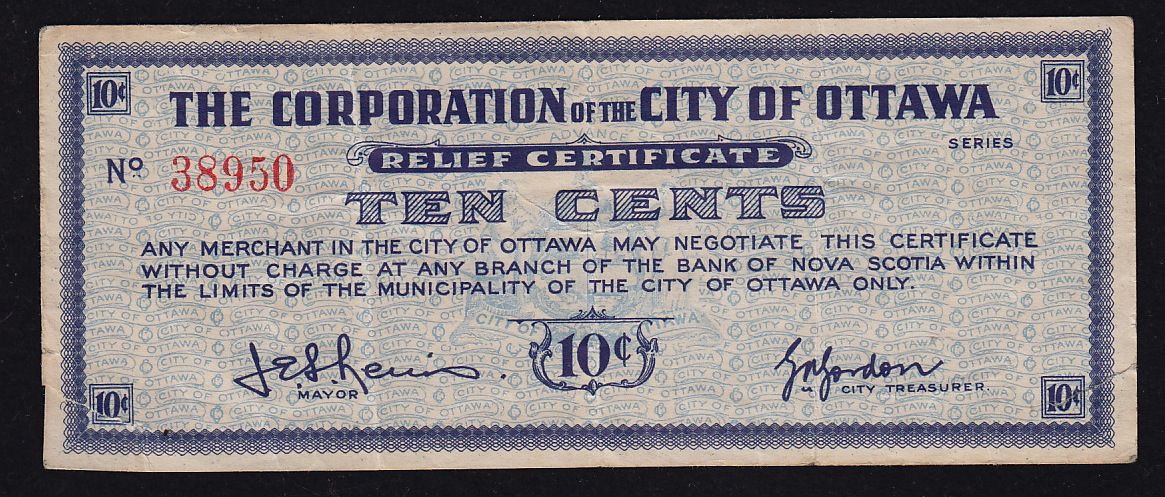 10¢ 10¢
THE CORPORATION OF THE CITY OF OTTAWA
SERIES
Nº 38950
RELIEF CERTIFICATE
TEN CENTS
ANY MERCHANT IN THE CITY OF OTTAWA MAY NEGOTIATE THIS CERTIFICATE
WITHOUT CHARGE AT ANY BRANCH OF THE BANK OF NOVA SCOTIA WITHIN
THE LIMITS OF THE MUNICIPALITY OF THE CITY OF OTTAWA ONLY.
10¢
MAYOR
CITY TREASURER.
10¢ 10¢